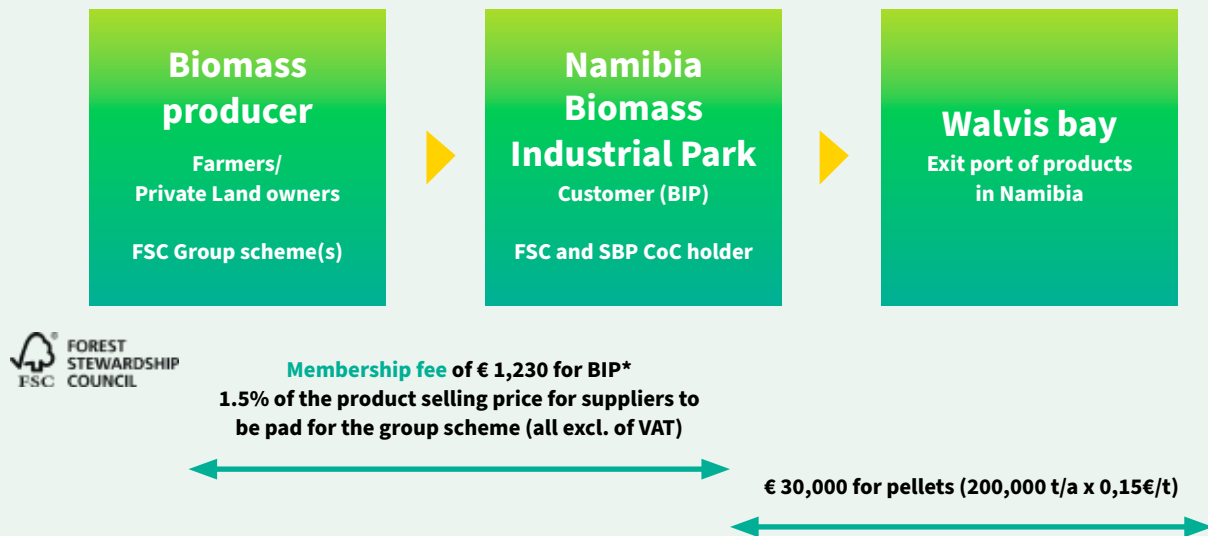 Biomass
producer
Farmers/
Private Land owners
FSC Group scheme(s)
Namibia
Biomass
Industrial Park
Customer (BIP)
FSC and SBP CoC holder
Walvis bay
Exit port of products
in Namibia
®
FSC
FOREST
STEWARDSHIP
COUNCIL
Membership fee of € 1,230 for BIP*
1.5% of the product selling price for suppliers to
be pad for the group scheme (all excl. of VAT)
€ 30,000 for pellets (200,000 t/a x 0,15€/t)